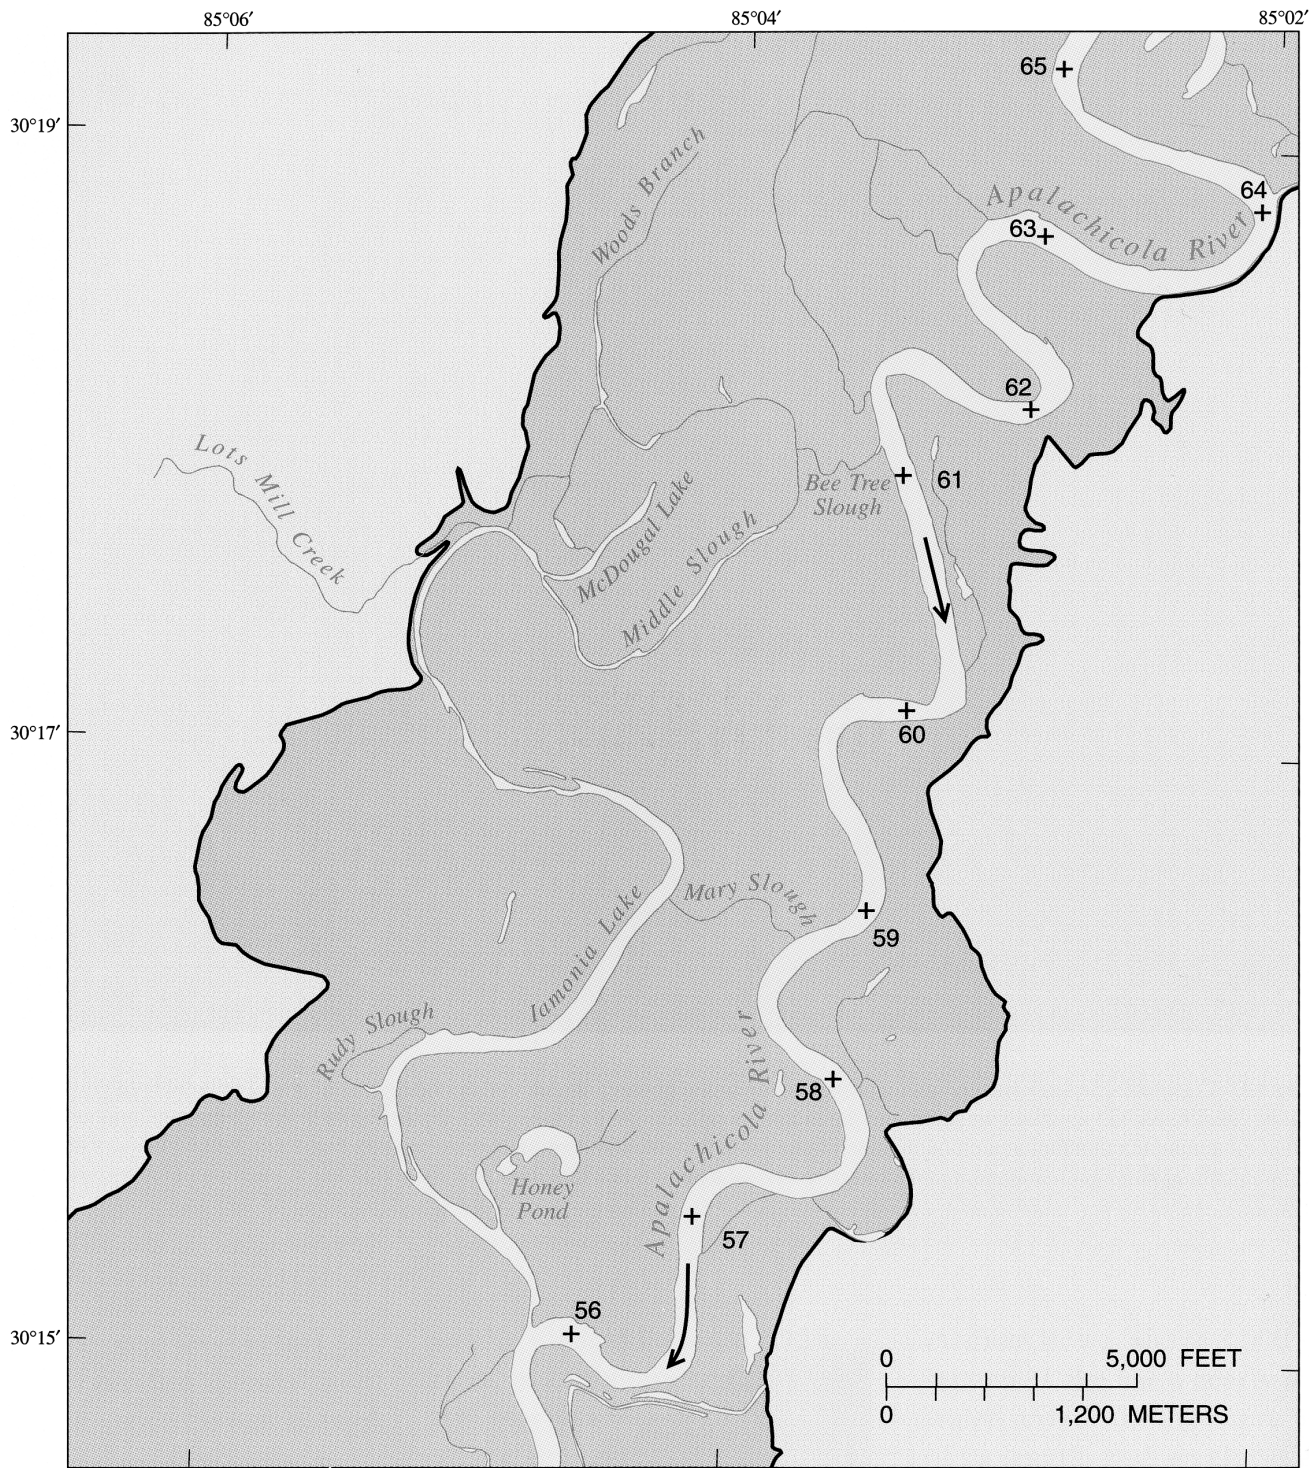 85°06′ 85°04′ 85°02′
65
30°19′
Woods Branch
64
Apalachicola River
63
62
Lots Mill Creek
61
Bee Tree
Slough
McDougal Lake
Middle Slough
30°17′
60
Mary Slough
59
Iamonia Lake
Rudy Slough
58
Apalachicola River
Honey
Pond
57
56
30°15′
0 5,000 FEET
0 1,200 METERS